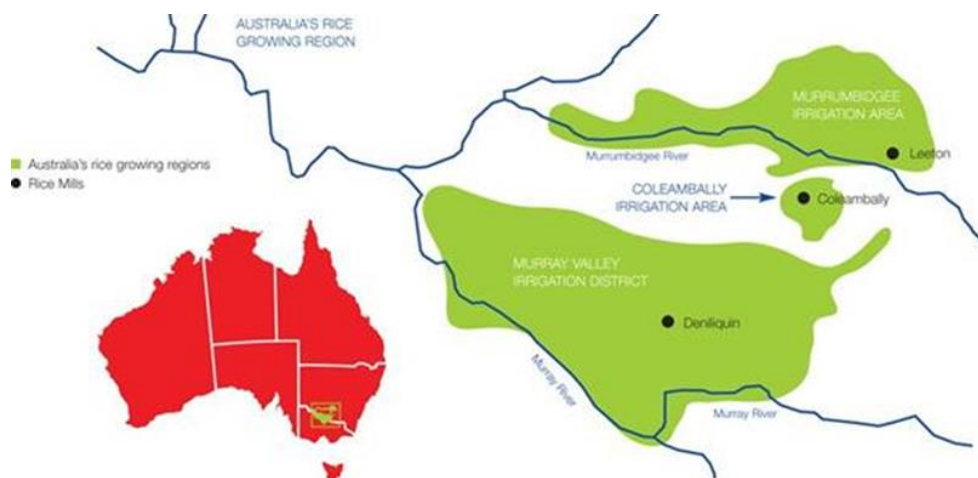 AUSTRALIA'S RICE
GROWING REGION
Australia's rice growing regions
Rice Mills
MURRUMBIDGEE
IRRIGATION AREA
Leeton
Murrumbidgee River
COLEAMBALLY
IRRIGATION AREA
Coleambally
MURRAY VALLEY
IRRIGATION DISTRICT
Deniliquin
Murray River
Murray River